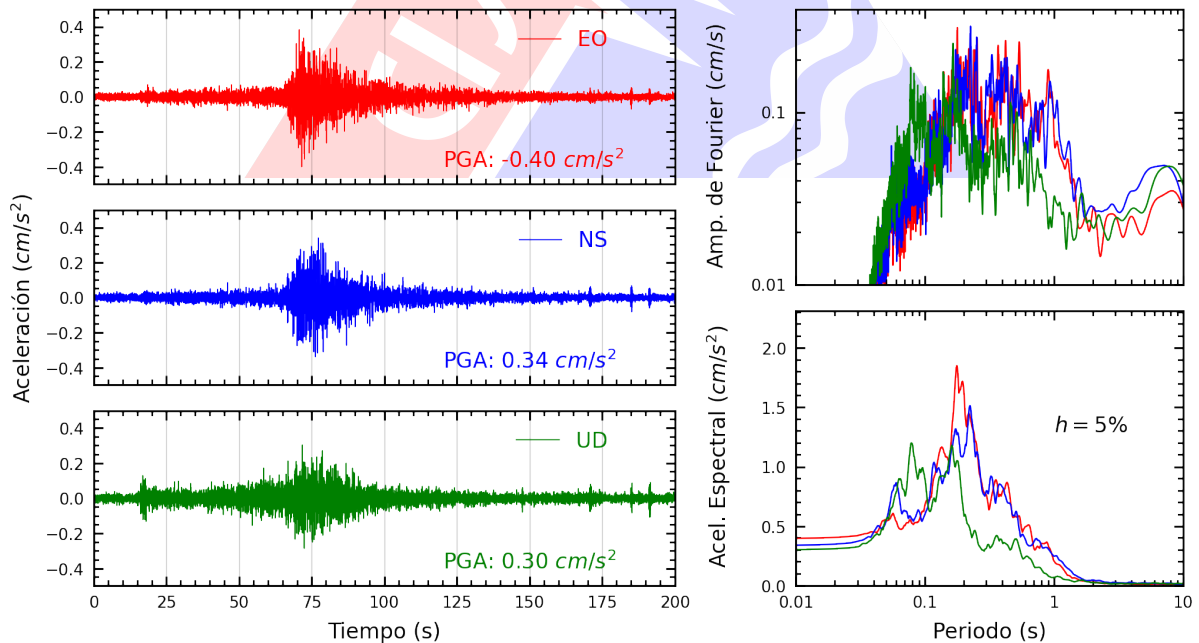 Aceleración (cm/s²)
0.4
0.2
0.0
−0.2
−0.4
EO
PGA: -0.40 cm/s²
0.4
0.2
0.0
−0.2
−0.4
NS
PGA: 0.34 cm/s²
0.4
0.2
0.0
−0.2
−0.4
UD
PGA: 0.30 cm/s²
0 25 50 75 100 125 150 175 200
Tiempo (s)
Amp. de Fourier (cm/s)
0.1
0.01
Acel. Espectral (cm/s²)
2.0
1.5
1.0
0.5
0.0
h = 5%
0.01 0.1 1 10
Periodo (s)